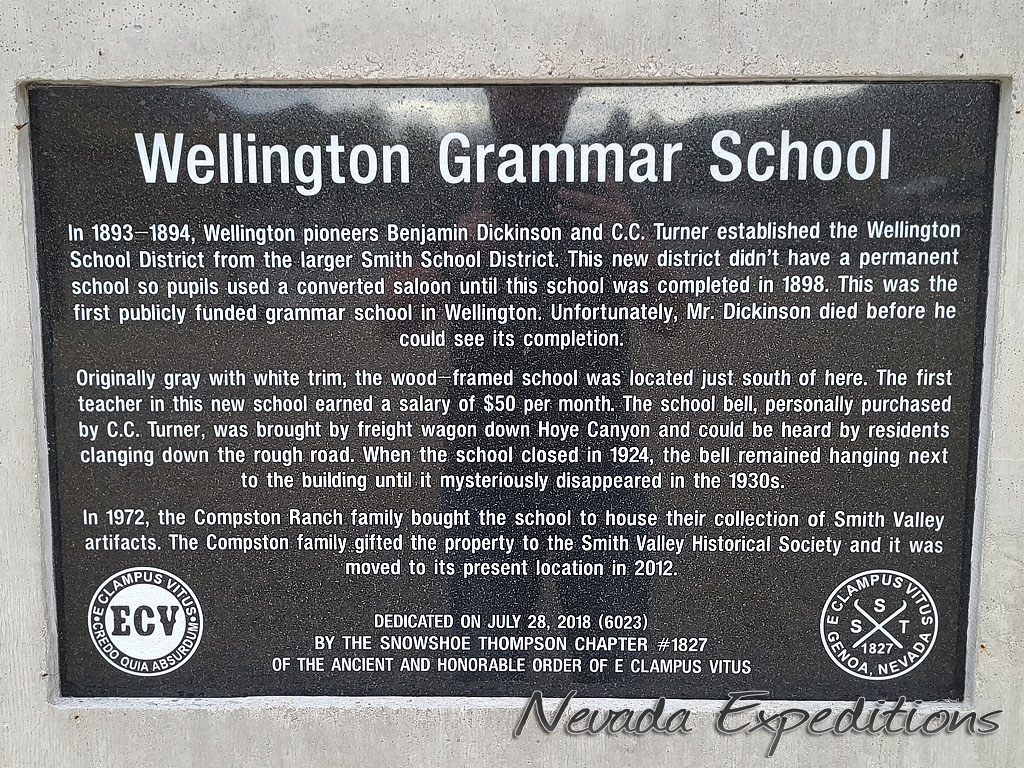 Wellington Grammar School
In 1893-1894, Wellington pioneers Benjamin Dickinson and C.C. Turner established the Wellington
School District from the larger Smith School District. This new district didn't have a permanent
school so pupils used a converted saloon until this school was completed in 1898. This was the
first publicly funded grammar school in Wellington. Unfortunately, Mr. Dickinson died before he
could see its completion.
Originally gray with white trim, the wood-framed school was located just south of here. The first
teacher in this new school earned a salary of $50 per month. The school bell, personally purchased
by C.C. Turner, was brought by freight wagon down Hoye Canyon and could be heard by residents
clanging down the rough road. When the school closed in 1924, the bell remained hanging next
to the building until it mysteriously disappeared in the 1930s.
In 1972, the Compston Ranch family bought the school to house their collection of Smith Valley
artifacts. The Compston family gifted the property to the Smith Valley Historical Society and it was
moved to its present location in 2012.
E CLAMPUS VITUS
ECV
CREDO QUIA ABSURDUM
DEDICATED ON JULY 28, 2018 (6023)
BY THE SNOWSHOE THOMPSON CHAPTER #1827
OF THE ANCIENT AND HONORABLE ORDER OF E CLAMPUS VITUS
E CLAMPUS VITUS
S
S T
1827
GENOA, NEVADA
Nevada Expeditions